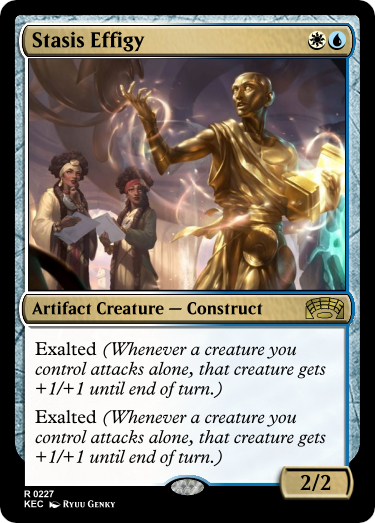 Stasis Effigy
Artifact Creature — Construct
Exalted (Whenever a creature you
control attacks alone, that creature gets
+1/+1 until end of turn.)
Exalted (Whenever a creature you
control attacks alone, that creature gets
+1/+1 until end of turn.)
2/2
R 0227
KEC Ryuu Genky